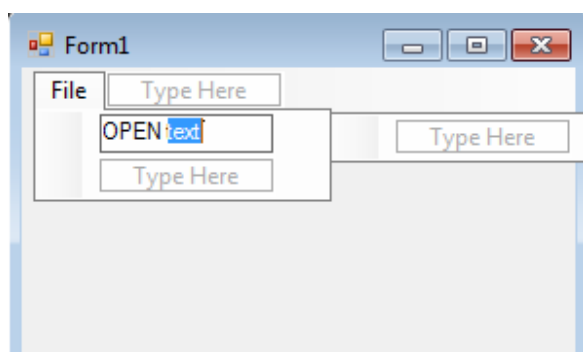 Form1
File Type Here
OPEN text Type Here
Type Here